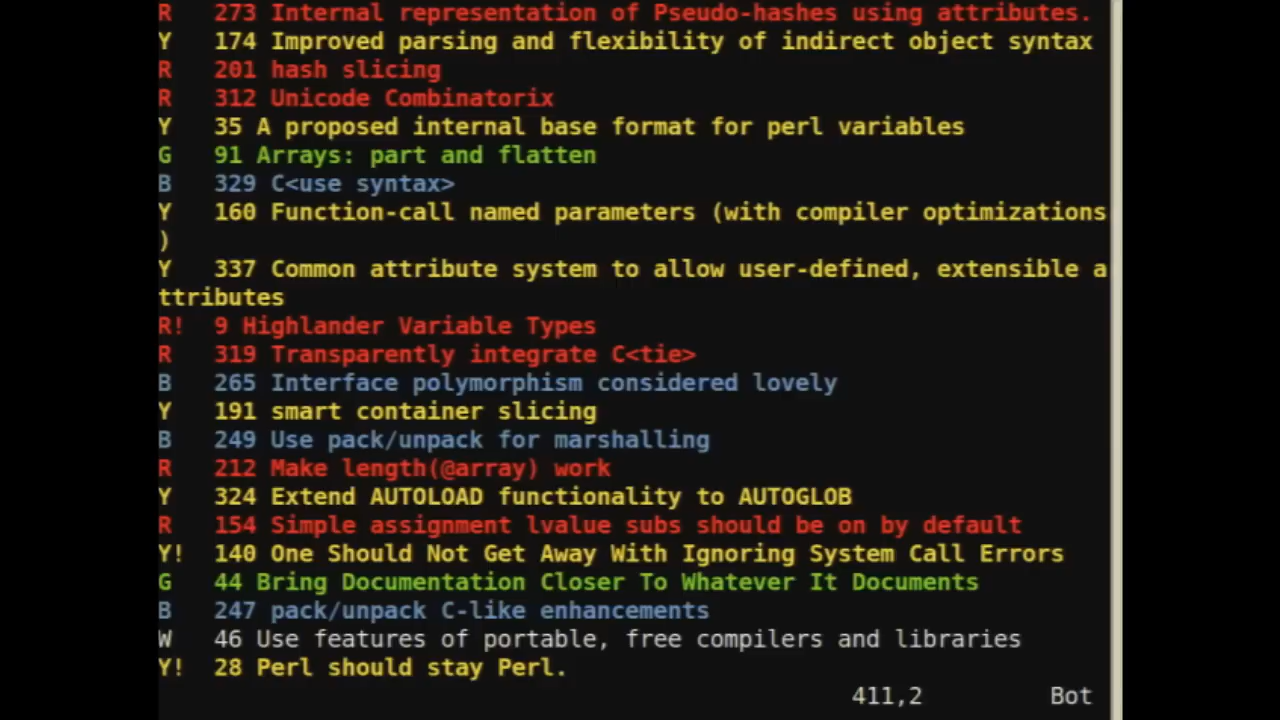 R   273 Internal representation of Pseudo-hashes using attributes.
Y   174 Improved parsing and flexibility of indirect object syntax
R   201 hash slicing
R   312 Unicode Combinatorix
Y   35 A proposed internal base format for perl variables
G   91 Arrays: part and flatten
B   329 C<use syntax>
Y   160 Function-call named parameters (with compiler optimizations
)
Y   337 Common attribute system to allow user-defined, extensible a
ttributes
R!  9 Highlander Variable Types
R   319 Transparently integrate C<tie>
B   265 Interface polymorphism considered lovely
Y   191 smart container slicing
B   249 Use pack/unpack for marshalling
R   212 Make length(@array) work
Y   324 Extend AUTOLOAD functionality to AUTOGLOB
R   154 Simple assignment lvalue subs should be on by default
Y!  140 One Should Not Get Away With Ignoring System Call Errors
G   44 Bring Documentation Closer To Whatever It Documents
B   247 pack/unpack C-like enhancements
W   46 Use features of portable, free compilers and libraries
Y!  28 Perl should stay Perl.
411,2         Bot